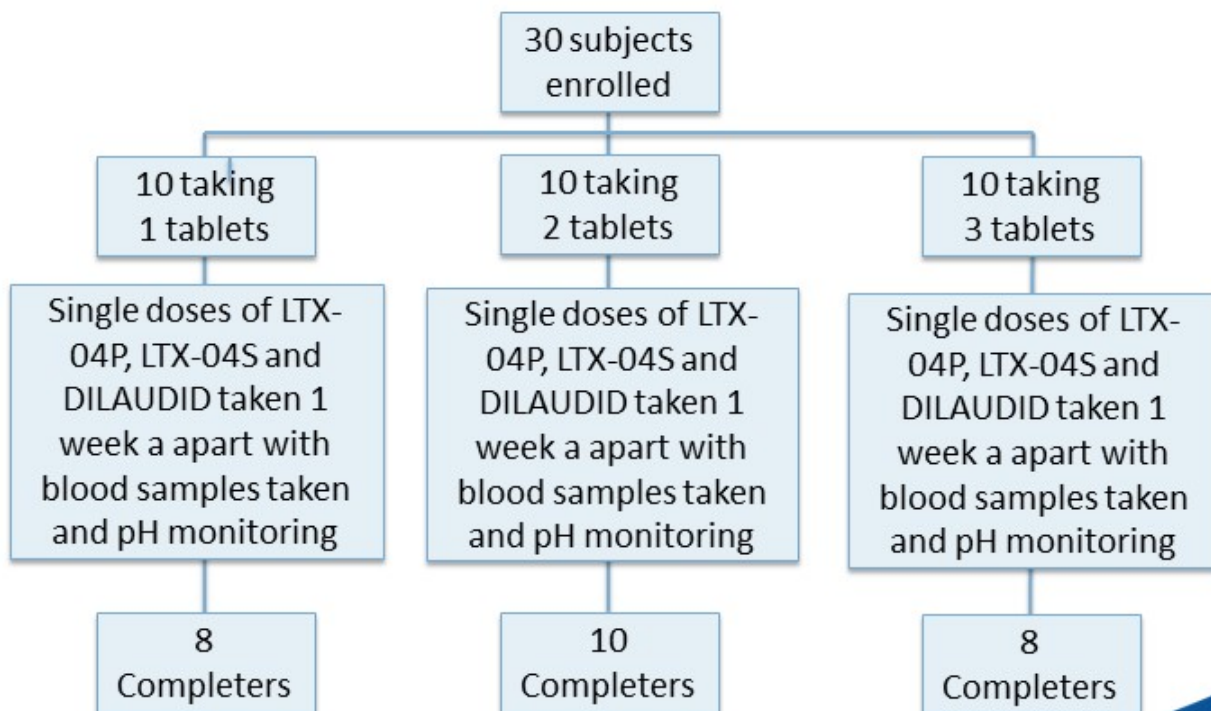 30 subjects
enrolled
10 taking
1 tablets
10 taking
2 tablets
10 taking
3 tablets
Single doses of LTX-
04P, LTX-04S and
DILAUDID taken 1
week a apart with
blood samples taken
and pH monitoring
Single doses of LTX-
04P, LTX-04S and
DILAUDID taken 1
week a apart with
blood samples taken
and pH monitoring
Single doses of LTX-
04P, LTX-04S and
DILAUDID taken 1
week a apart with
blood samples taken
and pH monitoring
8
Completers
10
Completers
8
Completers